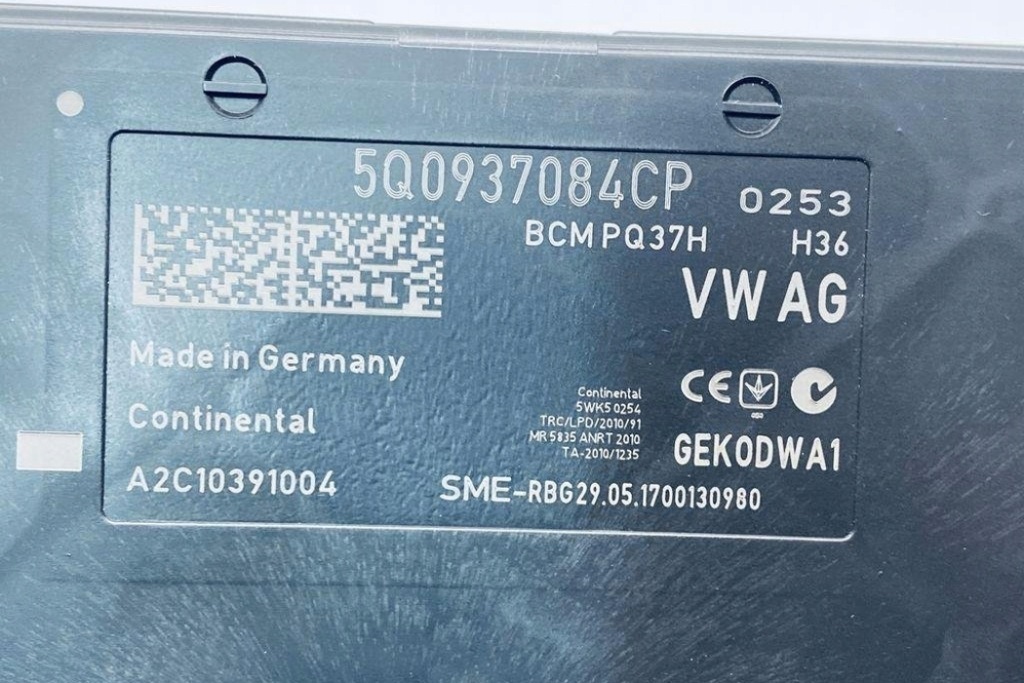 5Q0937084CP 0253
BCM PQ37H H36
VW AG
Made in Germany
Continental
A2C10391004
Continental
5WK5 0254
TRC/LPD/2010/91
MR 5835 ANRT 2010
TA-2010/1235
CE
GEKODWA1
SME-RBG29.05.1700130980